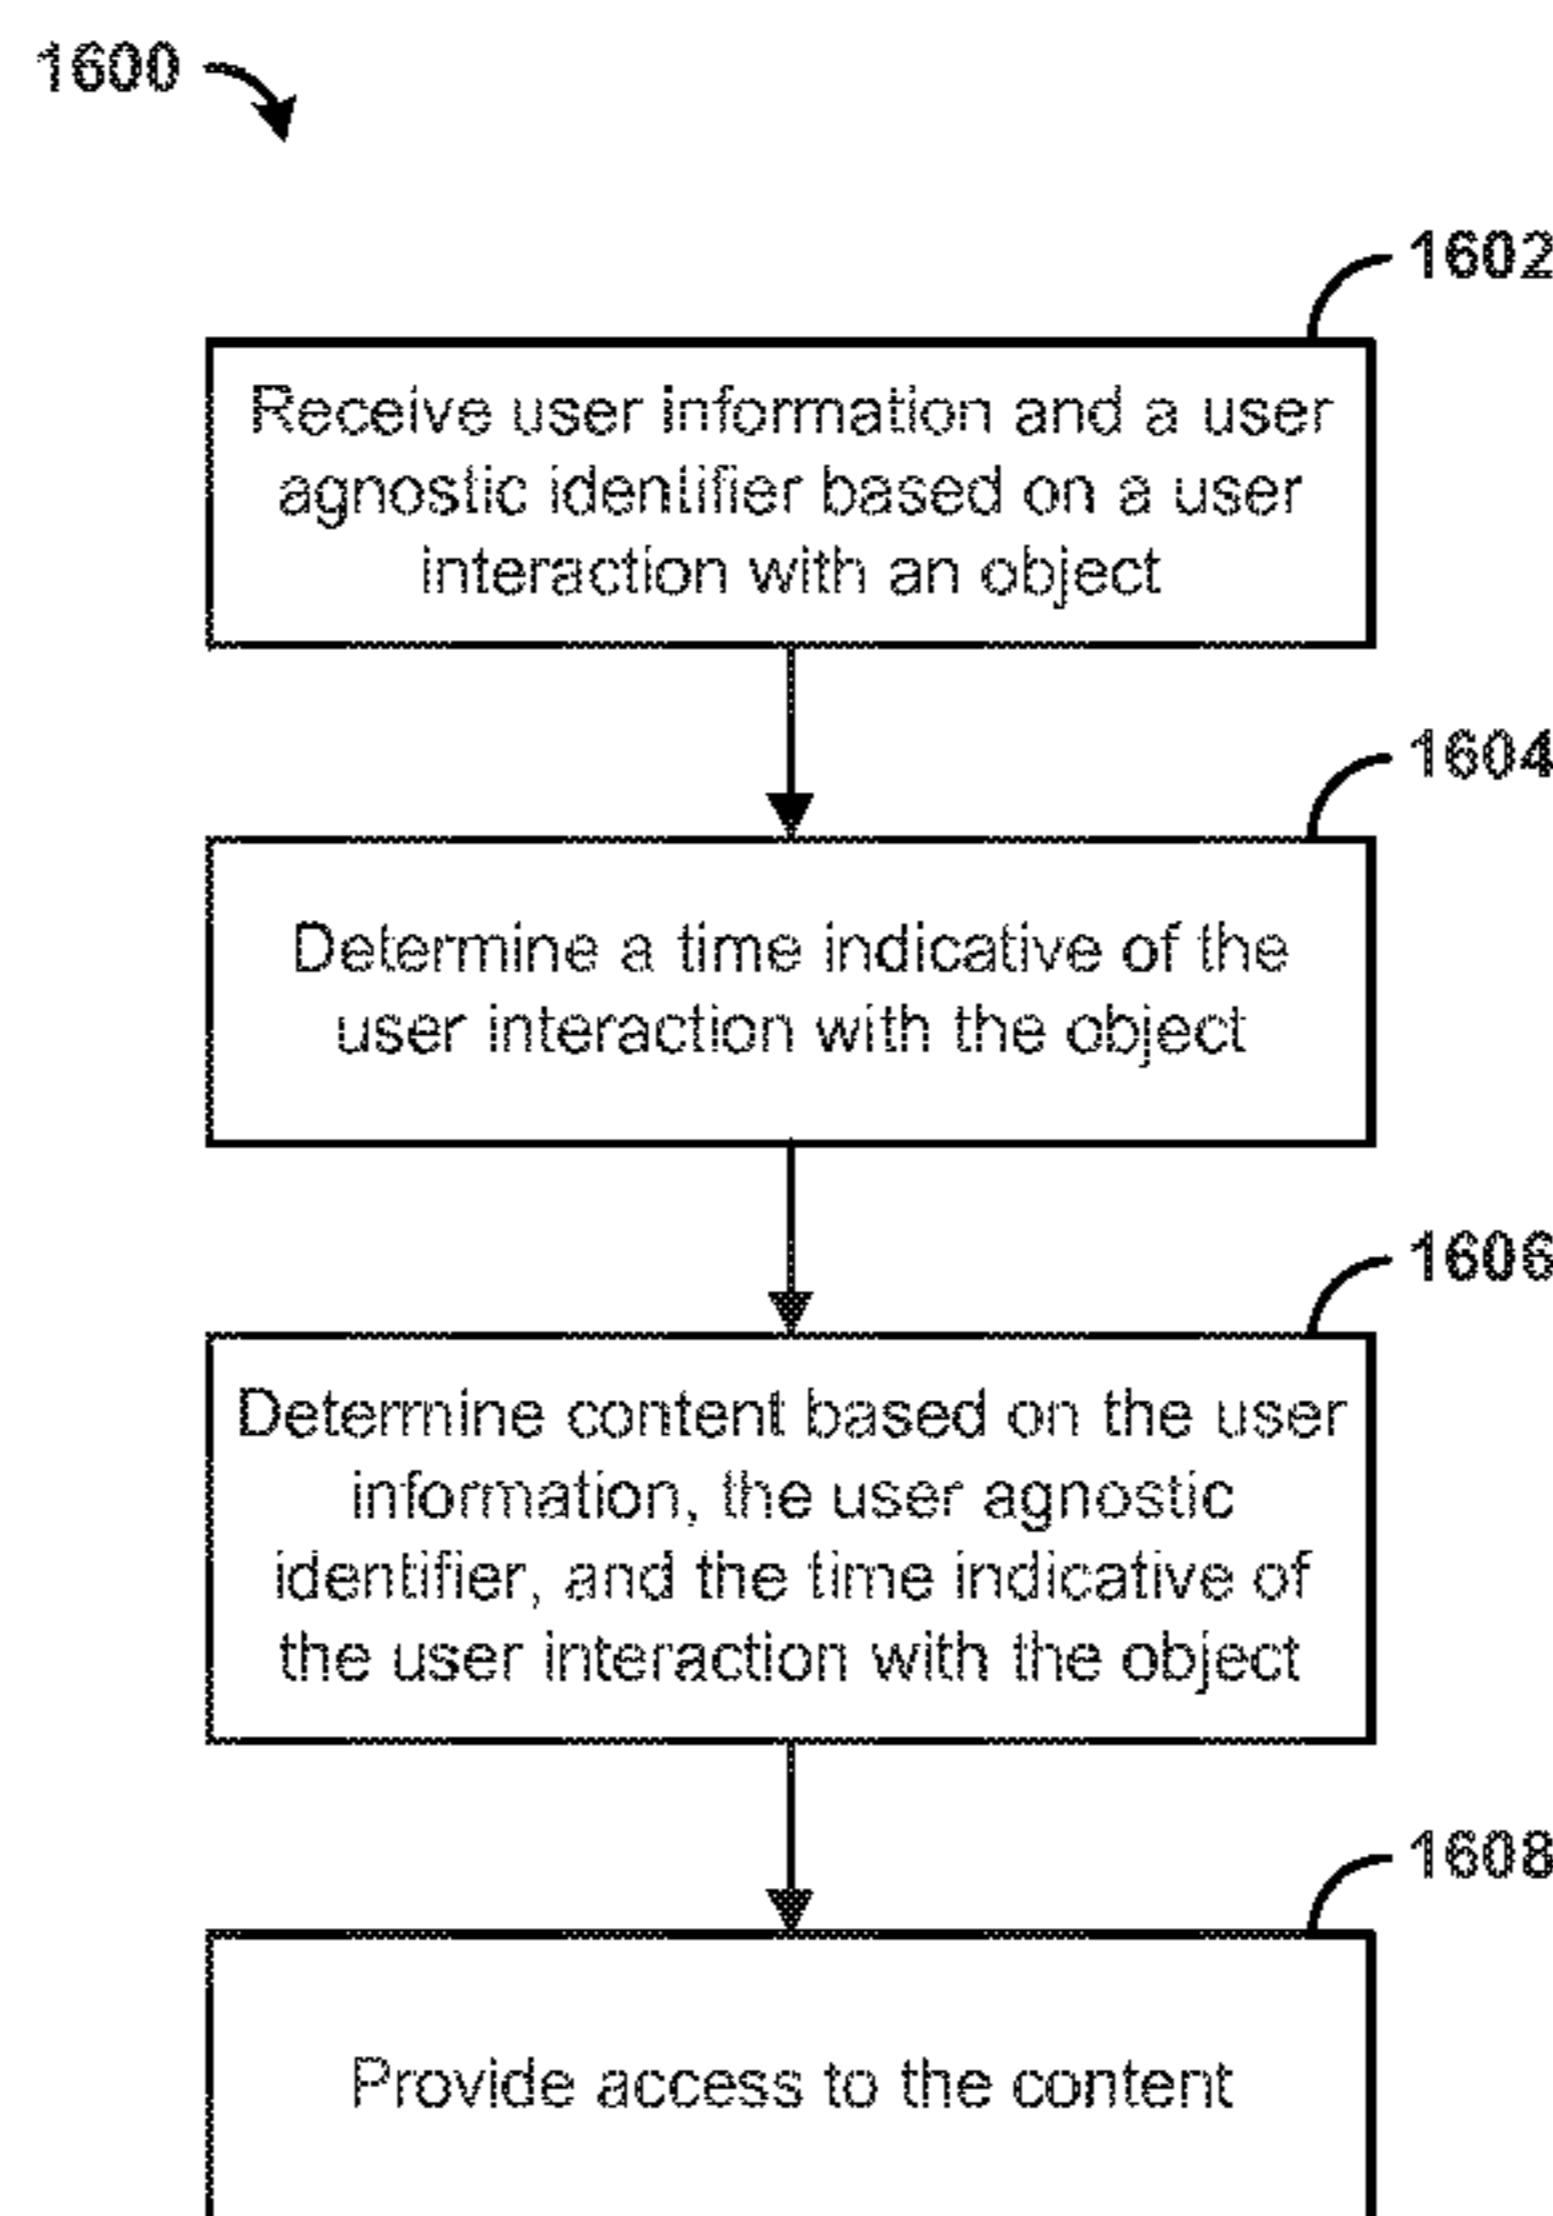 1600
1602
Receive user information and a user
agnostic identifier based on a user
interaction with an object
1604
Determine a time indicative of the
user interaction with the object
1606
Determine content based on the user
information, the user agnostic
identifier, and the time indicative of
the user interaction with the object
1608
Provide access to the content